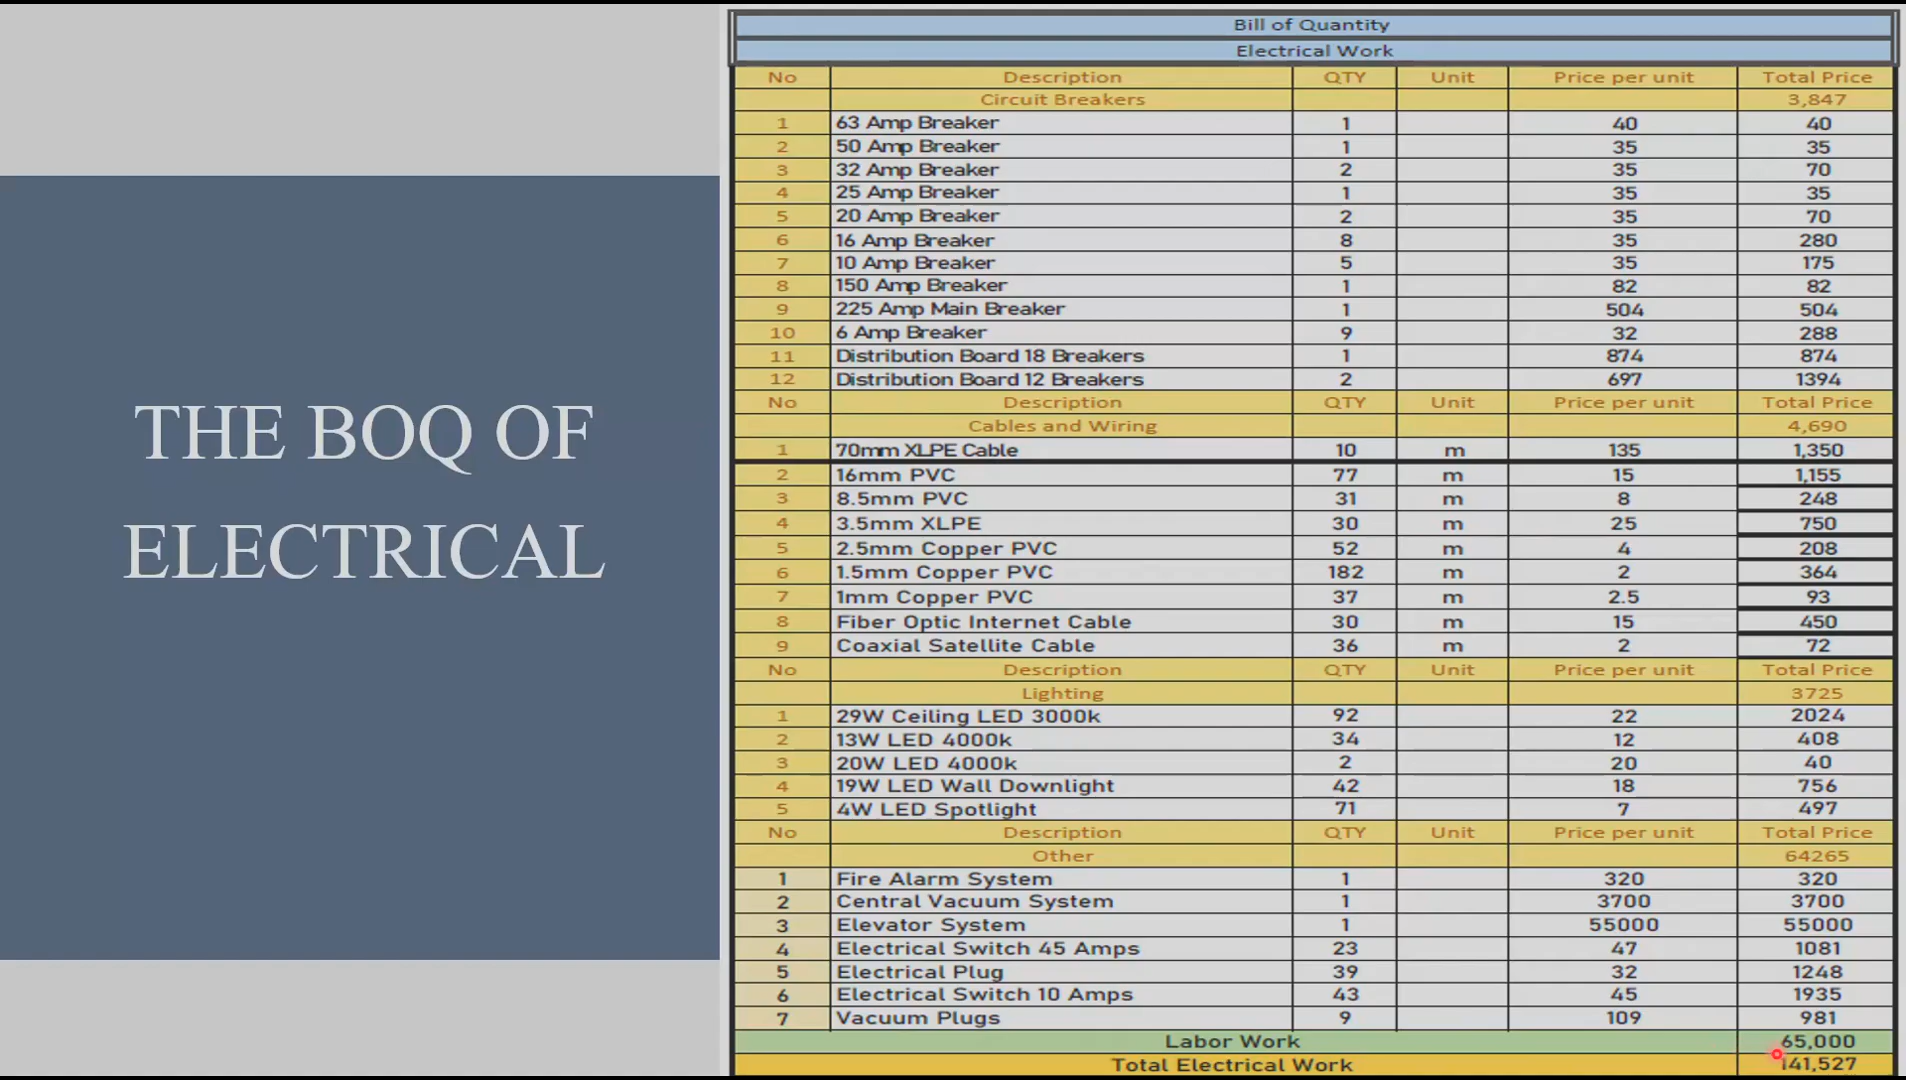 THE BOQ OF
ELECTRICAL
Bill of Quantity
Electrical Work
No Description QTY Unit Price per unit Total Price
Circuit Breakers 3,847
1 63 Amp Breaker 1 40 40
2 50 Amp Breaker 1 35 35
3 32 Amp Breaker 2 35 70
4 25 Amp Breaker 1 35 35
5 20 Amp Breaker 2 35 70
6 16 Amp Breaker 8 35 280
7 10 Amp Breaker 5 35 175
8 150 Amp Breaker 1 82 82
9 225 Amp Main Breaker 1 504 504
10 6 Amp Breaker 9 32 288
11 Distribution Board 18 Breakers 1 874 874
12 Distribution Board 12 Breakers 2 697 1394
No Description QTY Unit Price per unit Total Price
Cables and Wiring 4,690
1 70mm XLPE Cable 10 m 135 1,350
2 16mm PVC 77 m 15 1,155
3 8.5mm PVC 31 m 8 248
4 3.5mm XLPE 30 m 25 750
5 2.5mm Copper PVC 52 m 4 208
6 1.5mm Copper PVC 182 m 2 364
7 1mm Copper PVC 37 m 2.5 93
8 Fiber Optic Internet Cable 30 m 15 450
9 Coaxial Satellite Cable 36 m 2 72
No Description QTY Unit Price per unit Total Price
Lighting 3725
1 29W Ceiling LED 3000k 92 22 2024
2 13W LED 4000k 34 12 408
3 20W LED 4000k 2 20 40
4 19W LED Wall Downlight 42 18 756
5 4W LED Spotlight 71 7 497
No Description QTY Unit Price per unit Total Price
Other 64265
1 Fire Alarm System 1 320 320
2 Central Vacuum System 1 3700 3700
3 Elevator System 1 55000 55000
4 Electrical Switch 45 Amps 23 47 1081
5 Electrical Plug 39 32 1248
6 Electrical Switch 10 Amps 43 45 1935
7 Vacuum Plugs 9 109 981
Labor Work 65,000
Total Electrical Work 141,527